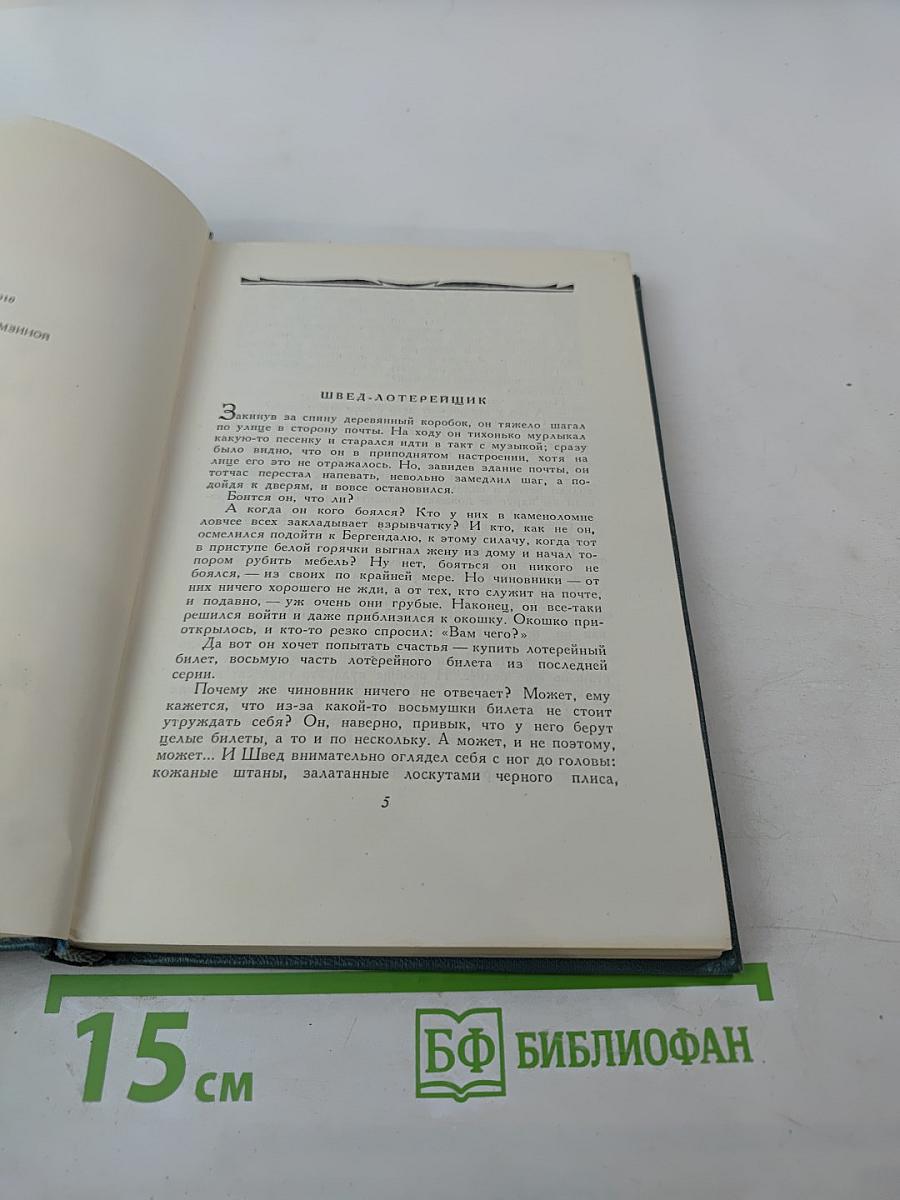 ШВЕД-ЛОТЕРЕЙЩИК
Закинув за спину деревянный коробок, он тяжело шагал
по улице в сторону почты. На ходу он тихонько мурлыкал
какую-то песенку и старался идти в такт с музыкой; сразу
было видно, что он в приподнятом настроении, хотя на
лице его это не отражалось. Но, завидев здание почты, он
тотчас перестал напевать, невольно замедлил шаг, а по-
дойдя к дверям, и вовсе остановился.
Боится он, что ли?
А когда он кого боялся? Кто у них в каменоломне
ловчее всех закладывает взрывчатку? И кто, как не он,
осмелился подойти к Бергендалю, к этому силачу, когда тот
в приступе белой горячки выгнал жену из дому и начал то-
пором рубить мебель? Ну нет, бояться он никого не
боялся, — из своих по крайней мере. Но чиновники — от
них ничего хорошего не жди, а от тех, кто служит на почте,
и подавно, — уж очень они грубые. Наконец, он все-таки
решился войти и даже приблизился к окошку. Окошко при-
открылось, и кто-то резко спросил: «Вам чего?»
Да вот он хочет попытать счастья — купить лотерейный
билет, восьмую часть лотерейного билета из последней
серии.
Почему же чиновник ничего не отвечает? Может, ему
кажется, что из-за какой-то восьмушки билета не стоит
утруждать себя? Он, наверно, привык, что у него берут
целые билеты, а то и по нескольку. А может, и не поэтому,
может... И Швед внимательно оглядел себя с ног до головы:
кожаные штаны, залатанные лоскутами черного плиса,
5
15 см
БФ БИБЛИОФАН